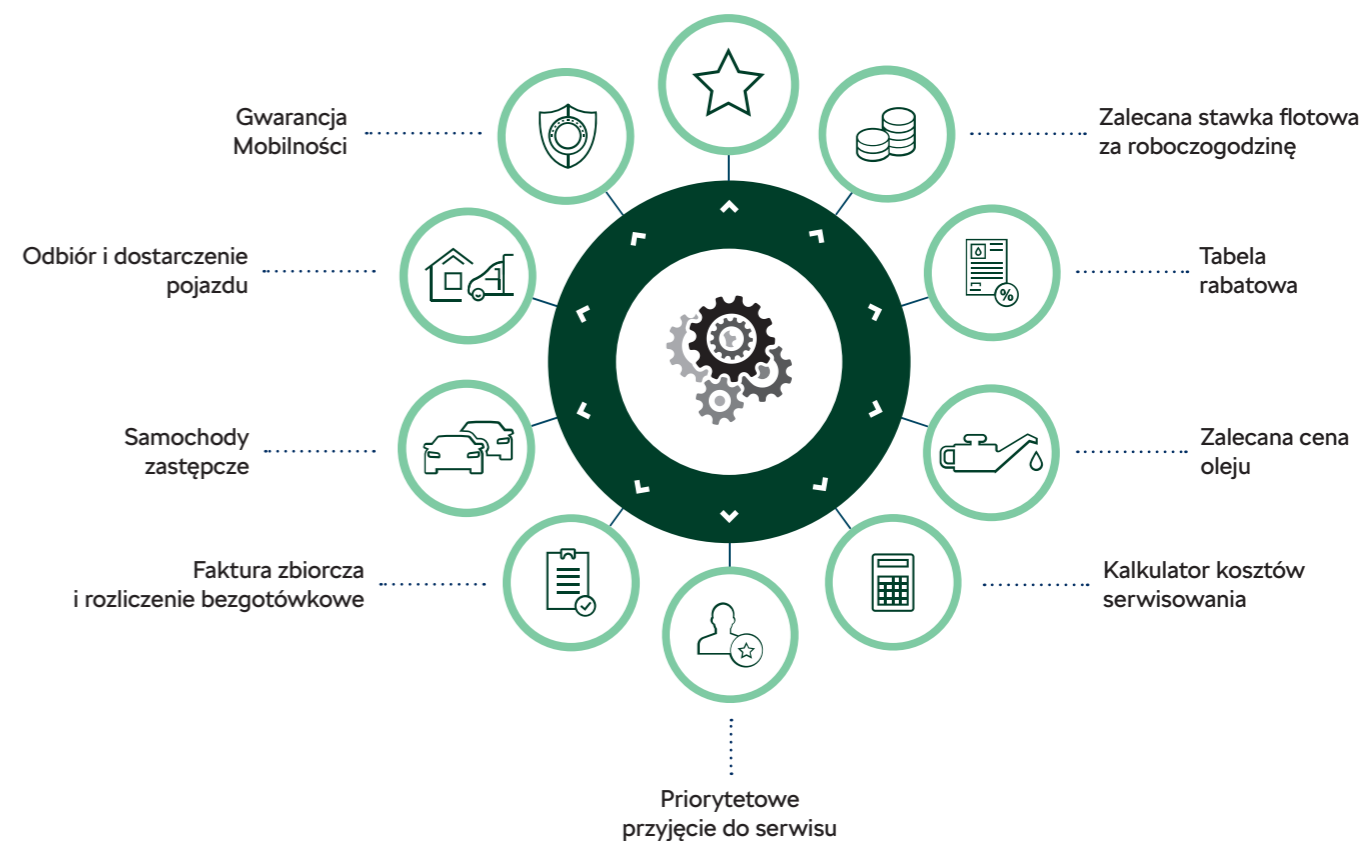 Gwarancja
Mobilności
Zalecana stawka flotowa
za roboczogodzinę
Odbiór i dostarczenie
pojazdu
Tabela
rabatowa
%
Samochody
zastępcze
Zalecana cena
oleju
Faktura zbiorcza
i rozliczenie bezgotówkowe
Kalkulator kosztów
serwisowania
Priorytetowe
przyjęcie do serwisu